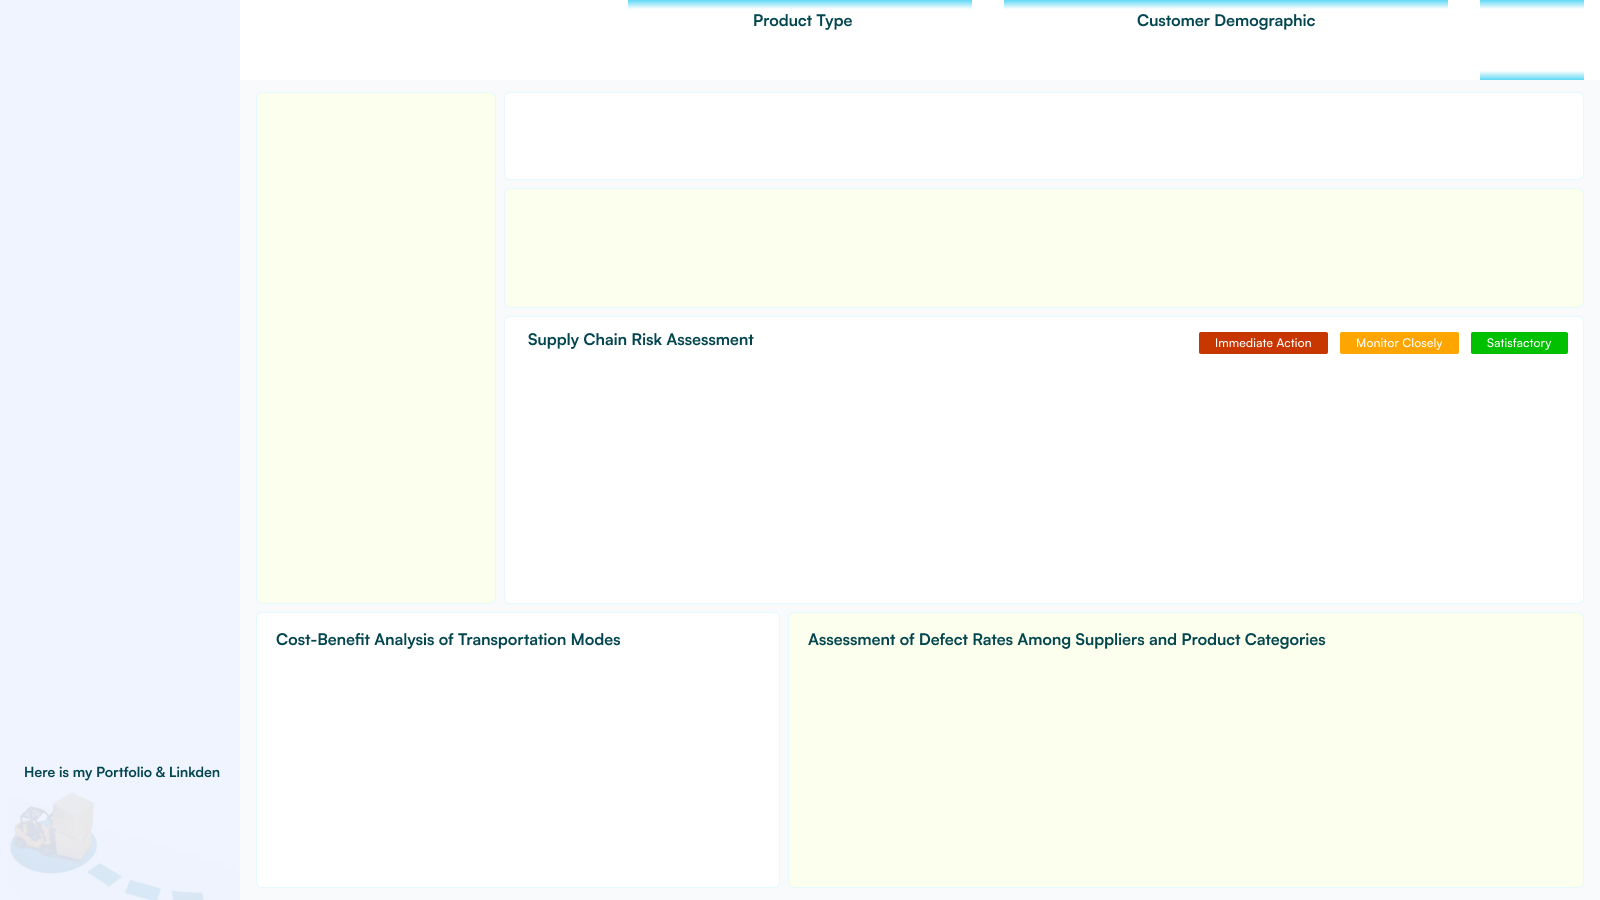 Product Type
Customer Demographic
Supply Chain Risk Assessment
Immediate Action
Monitor Closely
Satisfactory
Cost-Benefit Analysis of Transportation Modes
Assessment of Defect Rates Among Suppliers and Product Categories
Here is my Portfolio & Linkden